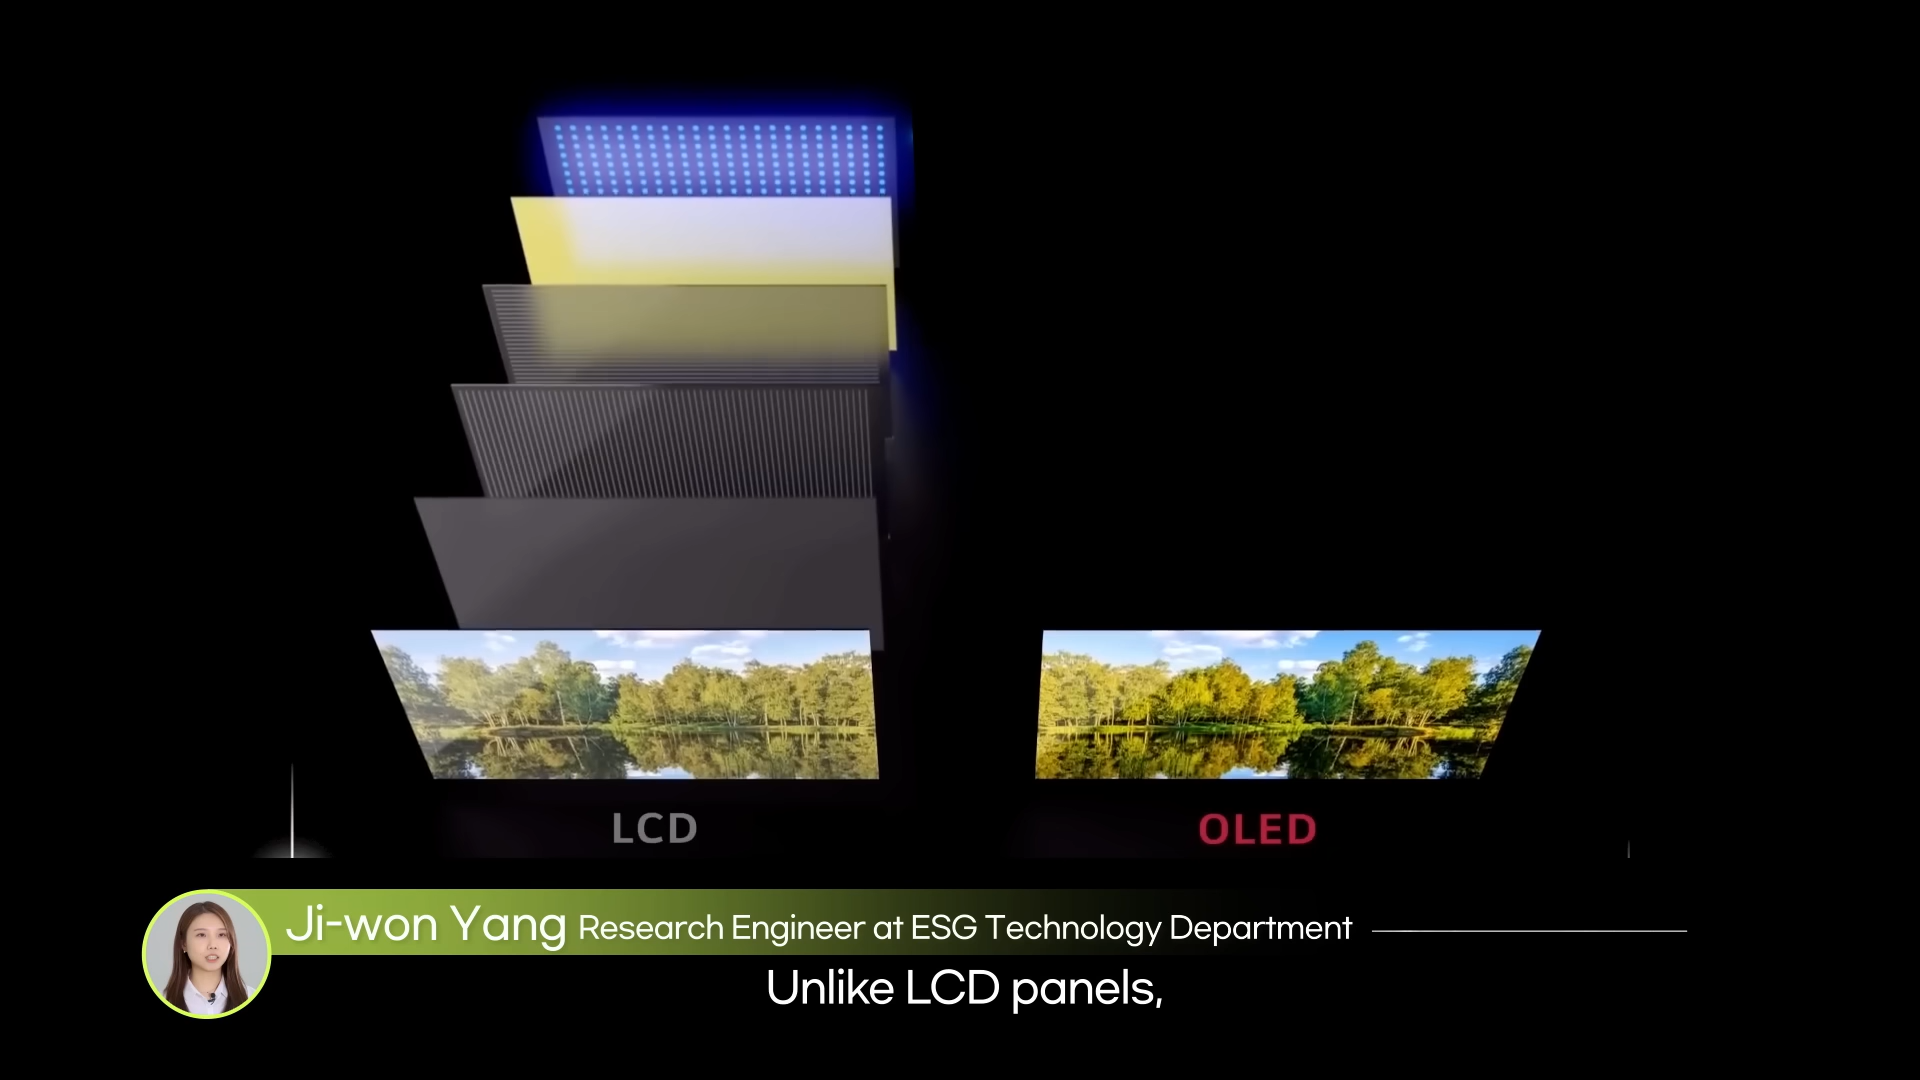 LCD
OLED
Ji-won Yang Research Engineer at ESG Technology Department
Unlike LCD panels,